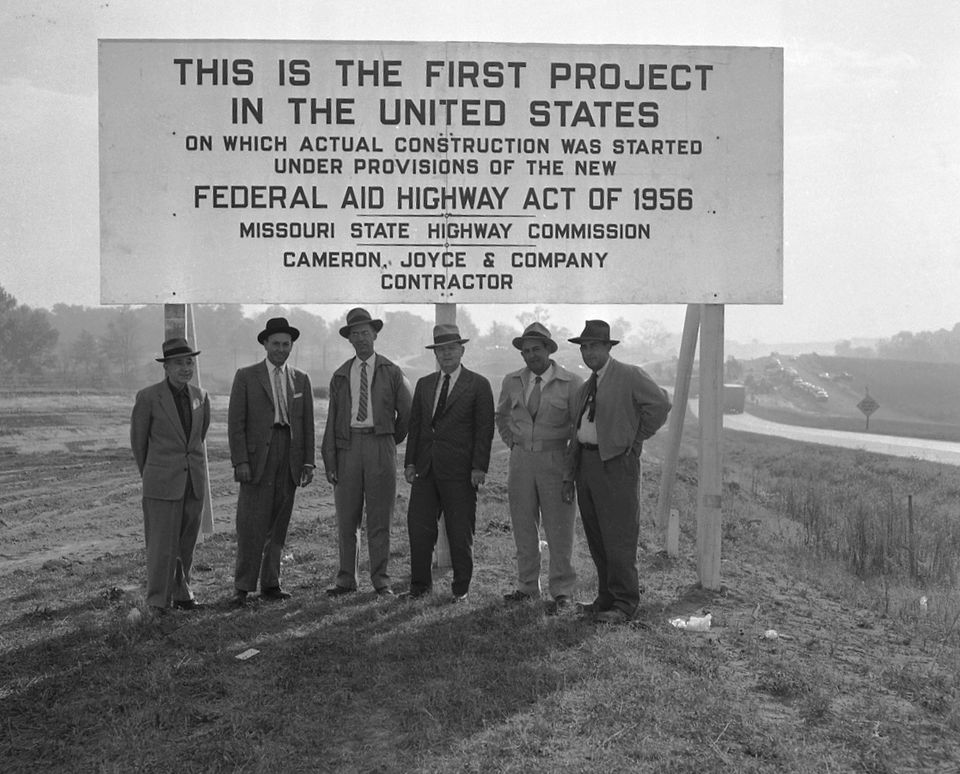 THIS IS THE FIRST PROJECT
IN THE UNITED STATES
ON WHICH ACTUAL CONSTRUCTION WAS STARTED
UNDER PROVISIONS OF THE NEW
FEDERAL AID HIGHWAY ACT OF 1956
MISSOURI STATE HIGHWAY COMMISSION
CAMERON, JOYCE & COMPANY
CONTRACTOR